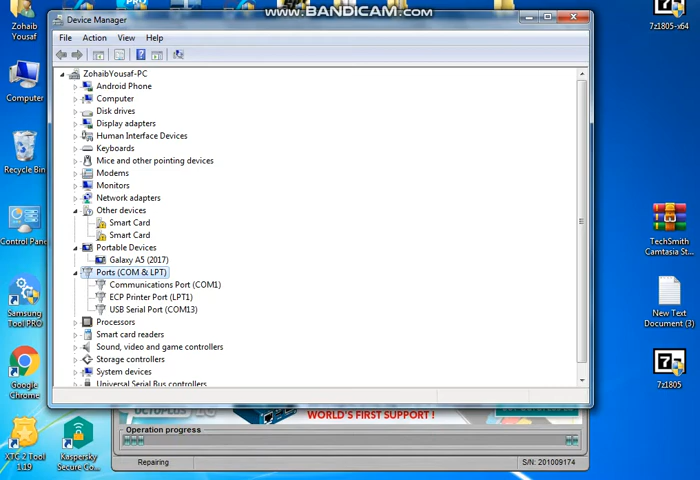 www.BANDICAM.com
Zohaib
Yousaf
Computer
Recycle Bin
Control Pane
Samsung
Tool PRO
Google
Chrome
XTC 2 Tool
1.19
Kaspersky
Secure Co...
Device Manager
File Action View Help
ZohaibYousaf-PC
Android Phone
Computer
Disk drives
Display adapters
Human Interface Devices
Keyboards
Mice and other pointing devices
Modems
Monitors
Network adapters
Other devices
Smart Card
Smart Card
Portable Devices
Galaxy A5 (2017)
Ports (COM & LPT)
Communications Port (COM1)
ECP Printer Port (LPT1)
USB Serial Port (COM13)
Processors
Smart card readers
Sound, video and game controllers
Storage controllers
System devices
Universal Serial Bus controllers
WORLD'S FIRST SUPPORT !
Operation progress
Repairing
S/N: 201009174
7z1805-x64
TechSmith
Camtasia St...
New Text
Document (3)
7z1805